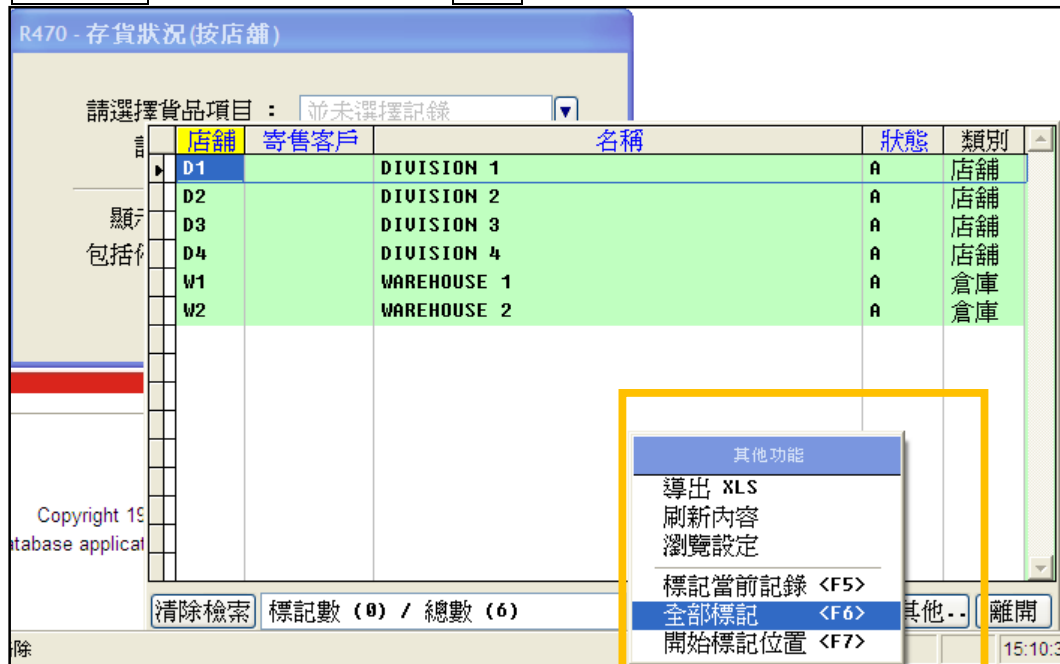 R470 - 存貨狀況(按店舖)
請選擇貨品項目： 並未選擇記錄
店舖 寄售客戶 名稱 狀態 類別
D1 DIVISION 1 A 店舖
D2 DIVISION 2 A 店舖
顯示
D3 DIVISION 3 A 店舖
包括
D4 DIVISION 4 A 店舖
W1 WAREHOUSE 1 A 倉庫
W2 WAREHOUSE 2 A 倉庫
其他功能
導出 XLS
刷新內容
瀏覽設定
標記當前記錄 <F5>
全部標記 <F6>
開始標記位置 <F7>
Copyright 19
tabase applicat
清除檢索 標記數 (0) / 總數 (6) 其他.. 離開
除 15:10:3